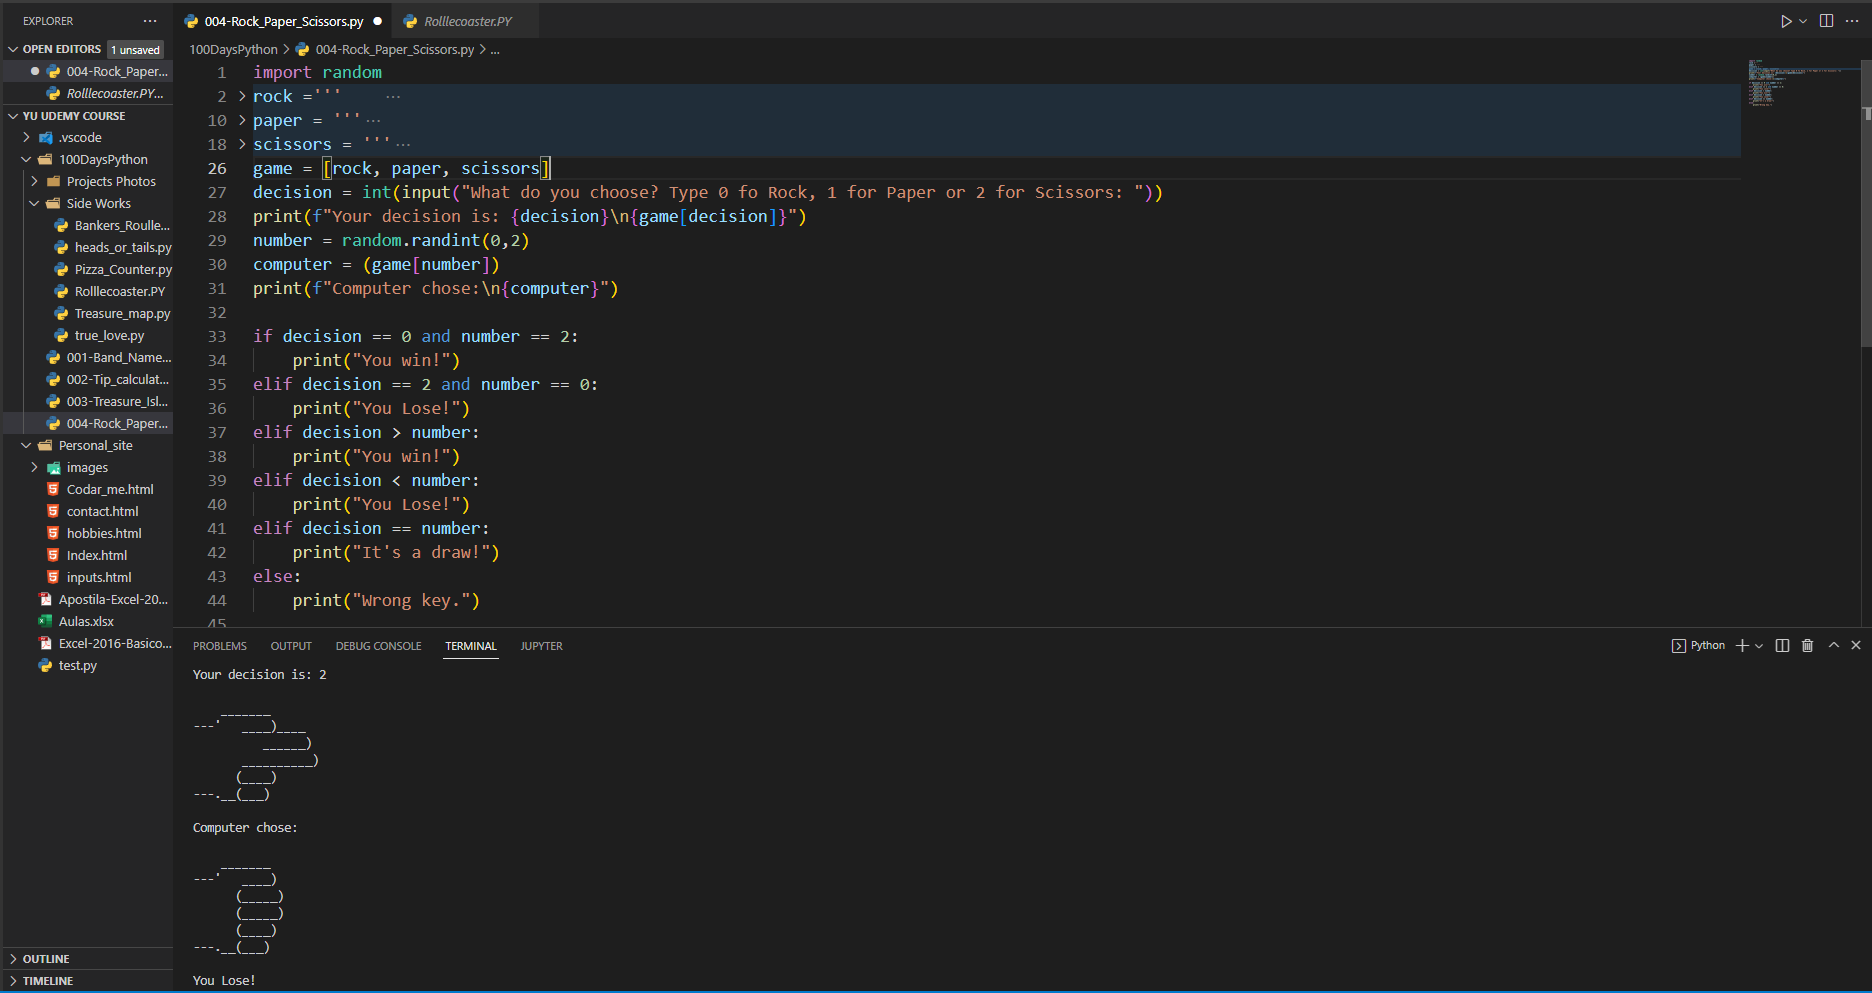 EXPLORER ···
004-Rock_Paper_Scissors.py ●
Rolllecoaster.PY
OPEN EDITORS 1 unsaved
● 004-Rock_Paper...
Rolllecoaster.PY...
YU UDEMY COURSE
.vscode
100DaysPython
Projects Photos
Side Works
Bankers_Roulle...
heads_or_tails.py
Pizza_Counter.py
Rolllecoaster.PY
Treasure_map.py
true_love.py
001-Band_Name...
002-Tip_calculat...
003-Treasure_Isl...
004-Rock_Paper...
Personal_site
images
Codar_me.html
contact.html
hobbies.html
Index.html
inputs.html
Apostila-Excel-20...
Aulas.xlsx
Excel-2016-Basico...
test.py
OUTLINE
TIMELINE
100DaysPython > 004-Rock_Paper_Scissors.py > ...
1 import random
2 > rock =''' ···
10 > paper = '''···
18 > scissors = '''···
26 game = [rock, paper, scissors]
27 decision = int(input("What do you choose? Type 0 fo Rock, 1 for Paper or 2 for Scissors: "))
28 print(f"Your decision is: {decision}\n{game[decision]}")
29 number = random.randint(0,2)
30 computer = (game[number])
31 print(f"Computer chose:\n{computer}")
32
33 if decision == 0 and number == 2:
34     print("You win!")
35 elif decision == 2 and number == 0:
36     print("You Lose!")
37 elif decision > number:
38     print("You win!")
39 elif decision < number:
40     print("You Lose!")
41 elif decision == number:
42     print("It's a draw!")
43 else:
44     print("Wrong key.")
45
PROBLEMS OUTPUT DEBUG CONSOLE TERMINAL JUPYTER
Python
Your decision is: 2
    _______
---'   ____)____
          ______)
       __________)
      (____)
---.__(___)
Computer chose:
    _______
---'   ____)
      (_____)
      (_____)
      (____)
---.__(___)
You Lose!